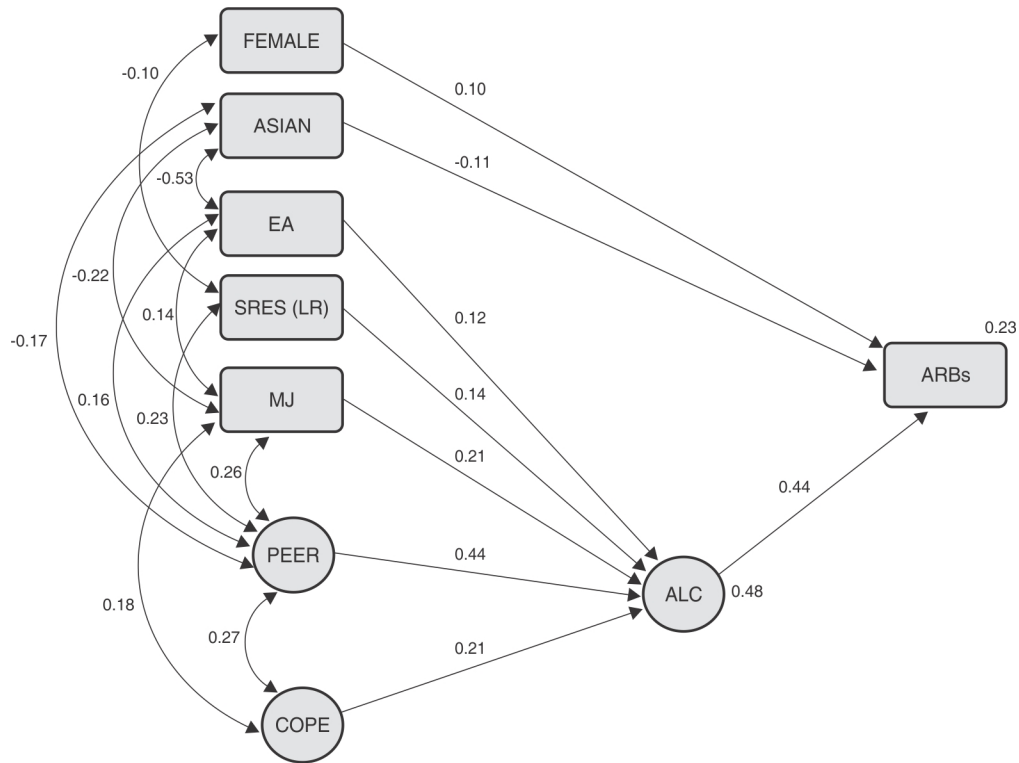 FEMALE
-0.10
0.10
ASIAN
-0.11
-0.53
EA
-0.22
SRES (LR)
0.14
0.12
0.23
-0.17
ARBs
MJ
0.14
0.16
0.23
0.21
0.26
0.44
PEER
0.44
ALC
0.48
0.18
0.27
0.21
COPE